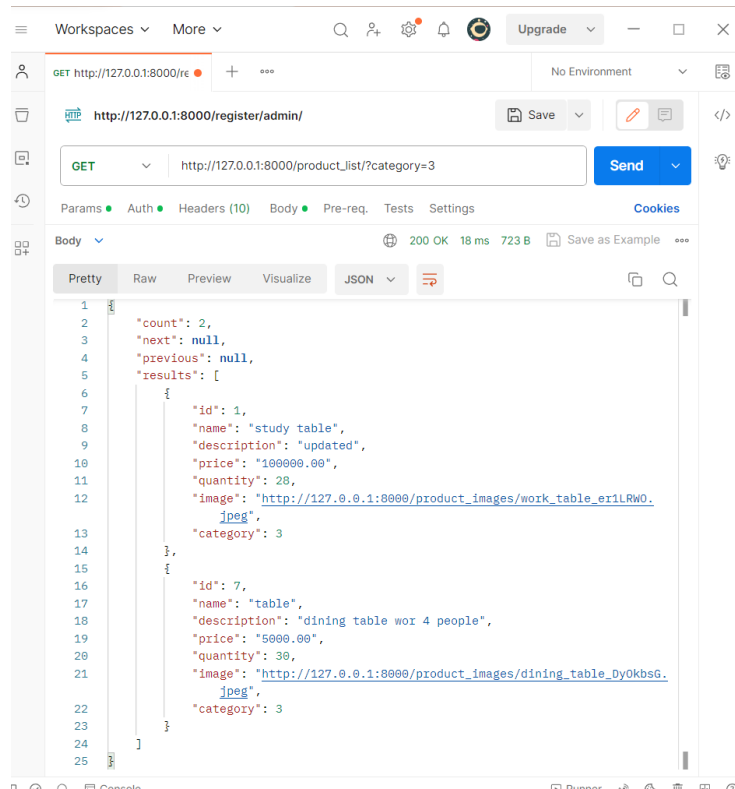 Workspaces More Upgrade
GET http://127.0.0.1:8000/re No Environment
HTTP http://127.0.0.1:8000/register/admin/ Save
GET http://127.0.0.1:8000/product_list/?category=3 Send
Params Auth Headers (10) Body Pre-req. Tests Settings Cookies
Body 200 OK 18 ms 723 B Save as Example
Pretty Raw Preview Visualize JSON
1 {
2 "count": 2,
3 "next": null,
4 "previous": null,
5 "results": [
6 {
7 "id": 1,
8 "name": "study table",
9 "description": "updated",
10 "price": "100000.00",
11 "quantity": 28,
12 "image": "http://127.0.0.1:8000/product_images/work_table_er1LRWO.
jpeg",
13 "category": 3
14 },
15 {
16 "id": 7,
17 "name": "table",
18 "description": "dining table wor 4 people",
19 "price": "5000.00",
20 "quantity": 30,
21 "image": "http://127.0.0.1:8000/product_images/dining_table_DyOkbsG.
jpeg",
22 "category": 3
23 }
24 ]
25 }
Console Runner